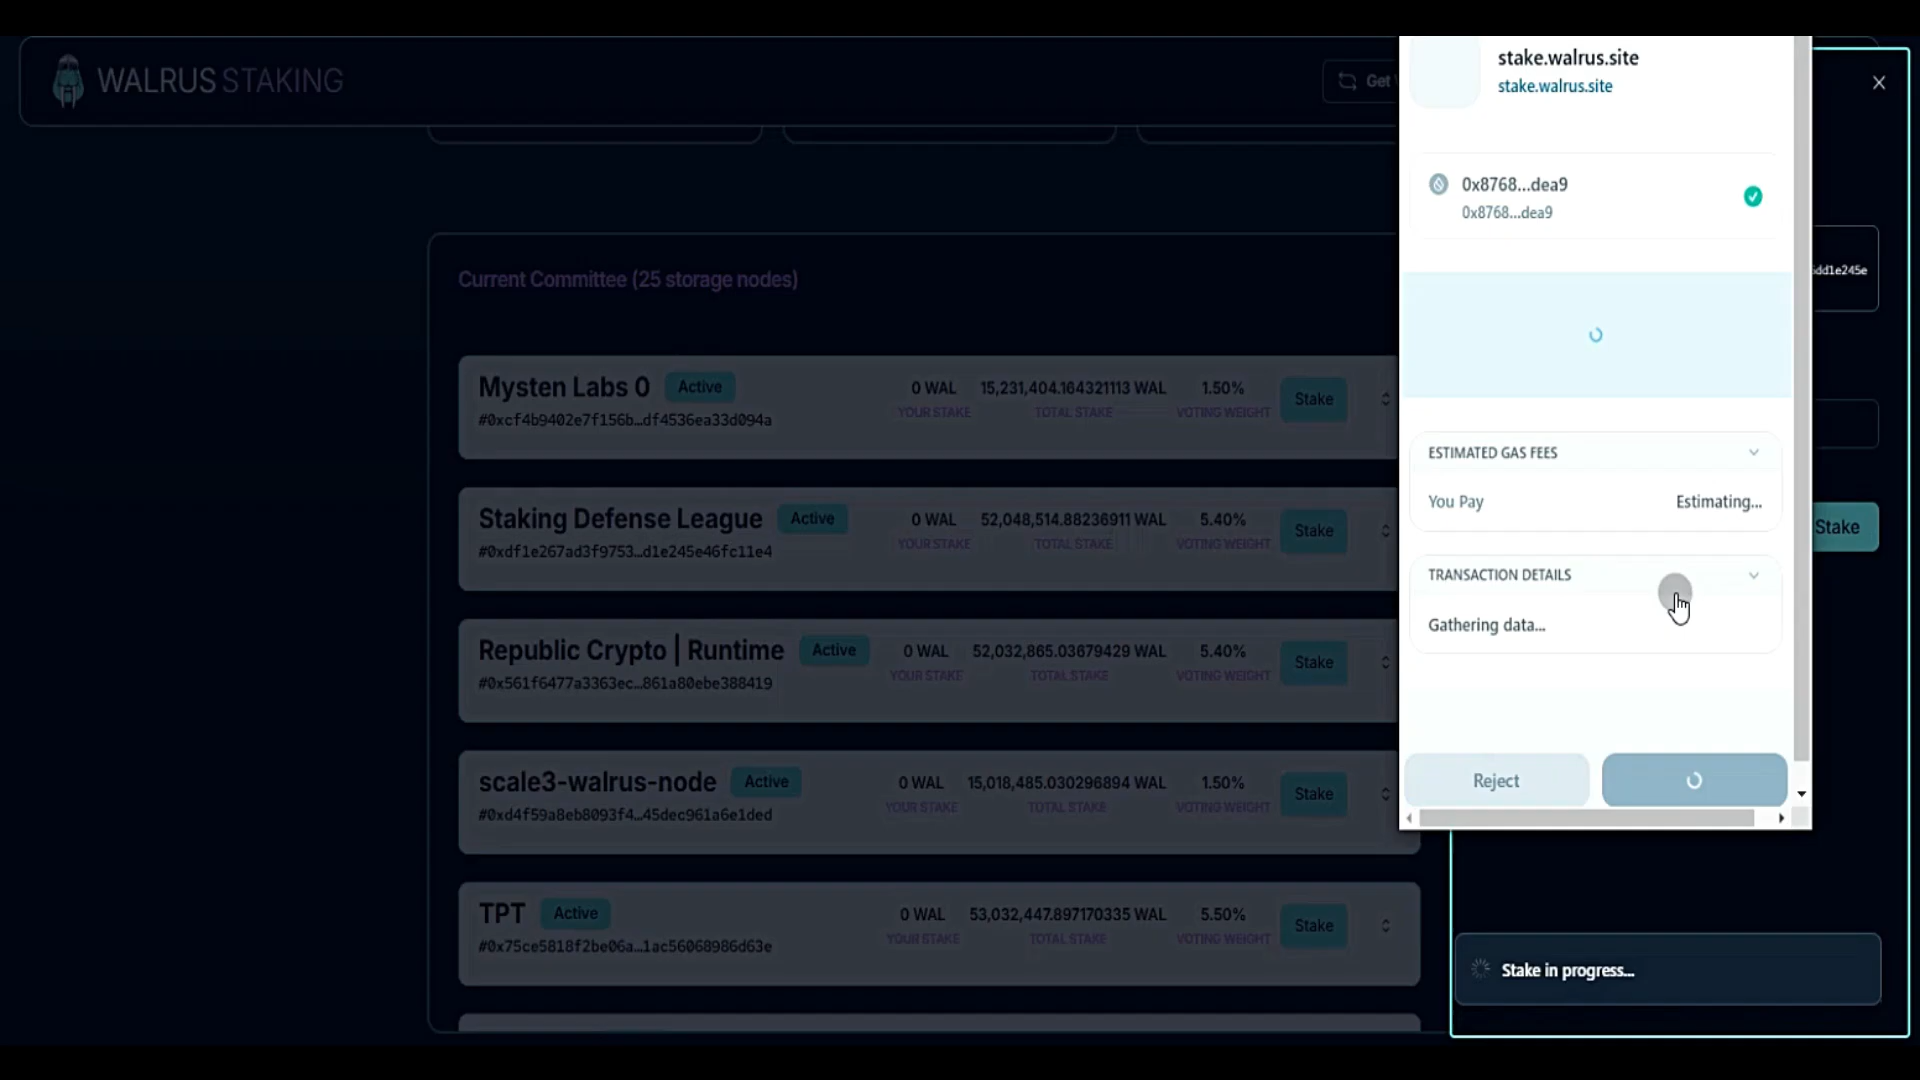 WALRUS STAKING
Get
Current Committee (25 storage nodes)
Mysten Labs 0
Active
#0xcf4b9402e7f156b…df4536ea33d094a
0 WAL
YOUR STAKE
15,231,404.164321113 WAL
TOTAL STAKE
1.50%
VOTING WEIGHT
Stake
Staking Defense League
Active
#0xdf1e267ad3f9753…d1e245e46fc11e4
0 WAL
YOUR STAKE
52,048,514.88236911 WAL
TOTAL STAKE
5.40%
VOTING WEIGHT
Stake
Republic Crypto | Runtime
Active
#0x561f6477a3363ec…861a80ebe388419
0 WAL
YOUR STAKE
52,032,865.03679429 WAL
TOTAL STAKE
5.40%
VOTING WEIGHT
Stake
scale3-walrus-node
Active
#0xd4f59a8eb8093f4…45dec961a6e1ded
0 WAL
YOUR STAKE
15,018,485.030296894 WAL
TOTAL STAKE
1.50%
VOTING WEIGHT
Stake
TPT
Active
#0x75ce5818f2be06a…1ac56068986d63e
0 WAL
YOUR STAKE
53,032,447.897170335 WAL
TOTAL STAKE
5.50%
VOTING WEIGHT
Stake
stake.walrus.site
stake.walrus.site
0x8768...dea9
0x8768...dea9
ESTIMATED GAS FEES
You Pay
Estimating...
TRANSACTION DETAILS
Gathering data...
Reject
dd1e245e
Stake
Stake in progress...